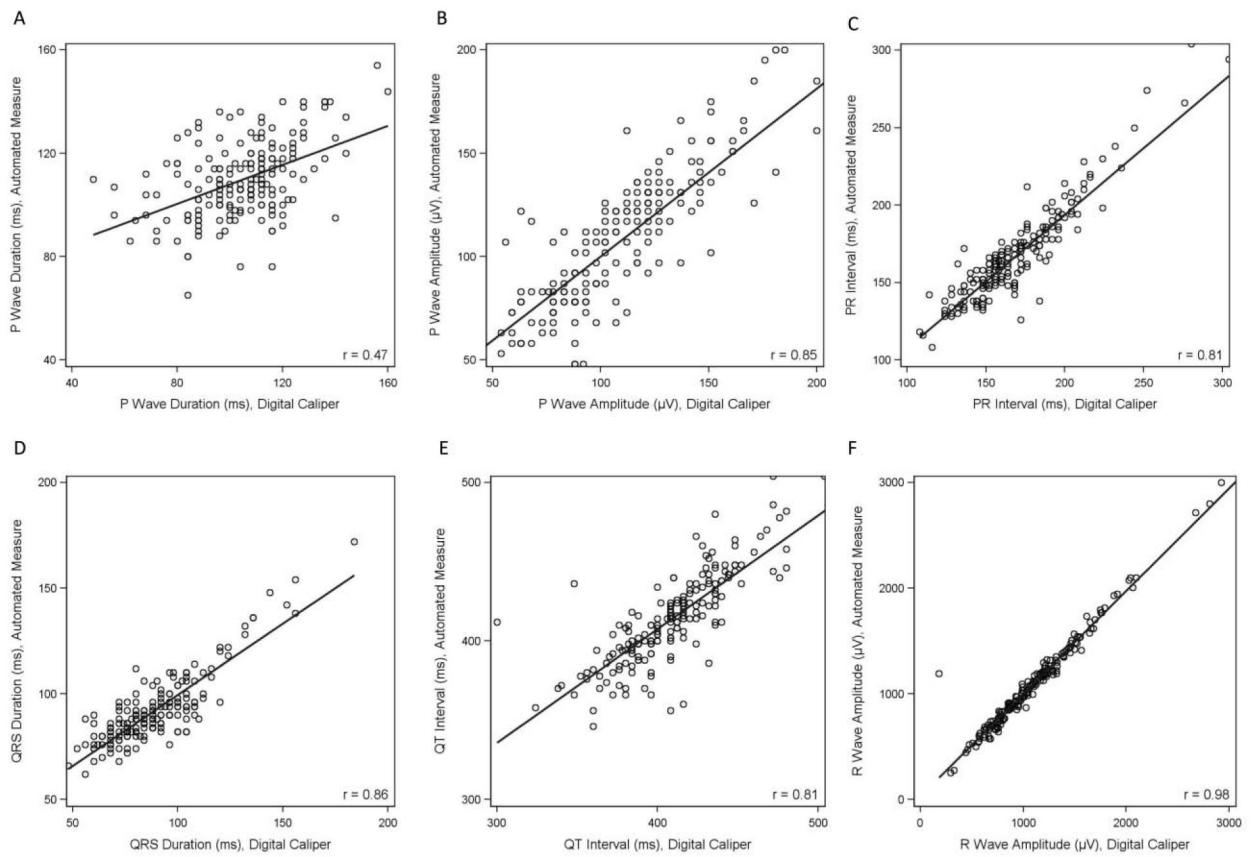 A
160
120
80
40
40 80 120 160
P Wave Duration (ms), Automated Measure
P Wave Duration (ms), Digital Caliper
r = 0.47
B
200
150
100
50
50 100 150 200
P Wave Amplitude (µV), Automated Measure
P Wave Amplitude (µV), Digital Caliper
r = 0.85
C
300
250
200
150
100
100 150 200 250 300
PR Interval (ms), Automated Measure
PR Interval (ms), Digital Caliper
r = 0.81
D
200
150
100
50
50 100 150 200
QRS Duration (ms), Automated Measure
QRS Duration (ms), Digital Caliper
r = 0.86
E
500
400
300
300 400 500
QT Interval (ms), Automated Measure
QT Interval (ms), Digital Caliper
r = 0.81
F
3000
2000
1000
0
0 1000 2000 3000
R Wave Amplitude (µV), Automated Measure
R Wave Amplitude (µV), Digital Caliper
r = 0.98